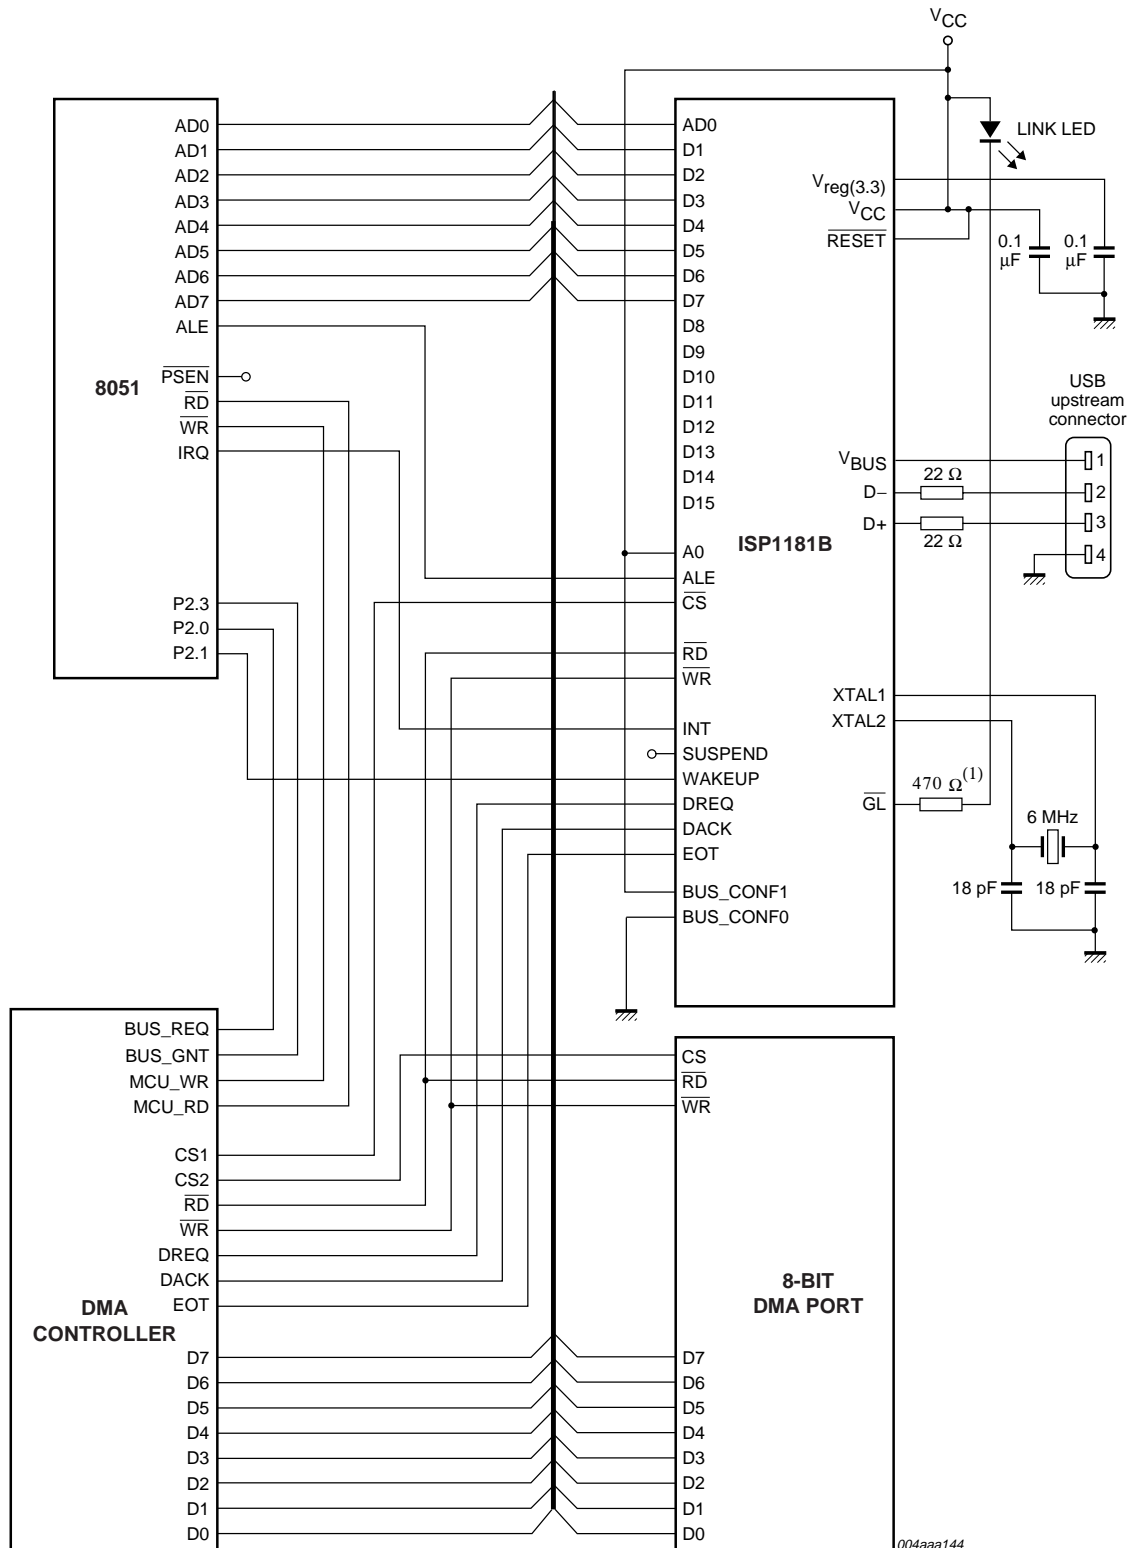 VCC
LINK LED
8051
AD0
AD1
AD2
AD3
AD4
AD5
AD6
AD7
ALE
PSEN
RD
WR
IRQ
P2.3
P2.0
P2.1
ISP1181B
AD0
D1
D2
D3
D4
D5
D6
D7
D8
D9
D10
D11
D12
D13
D14
D15
A0
ALE
CS
RD
WR
INT
SUSPEND
WAKEUP
DREQ
DACK
EOT
BUS_CONF1
BUS_CONF0
Vreg(3.3)
VCC
RESET
0.1 µF
0.1 µF
USB
upstream
connector
VBUS
D−
D+
22 Ω
22 Ω
1
2
3
4
XTAL1
XTAL2
GL
470 Ω(1)
6 MHz
18 pF
18 pF
DMA
CONTROLLER
BUS_REQ
BUS_GNT
MCU_WR
MCU_RD
CS1
CS2
RD
WR
DREQ
DACK
EOT
D7
D6
D5
D4
D3
D2
D1
D0
8-BIT
DMA PORT
CS
RD
WR
D7
D6
D5
D4
D3
D2
D1
D0
004aaa144